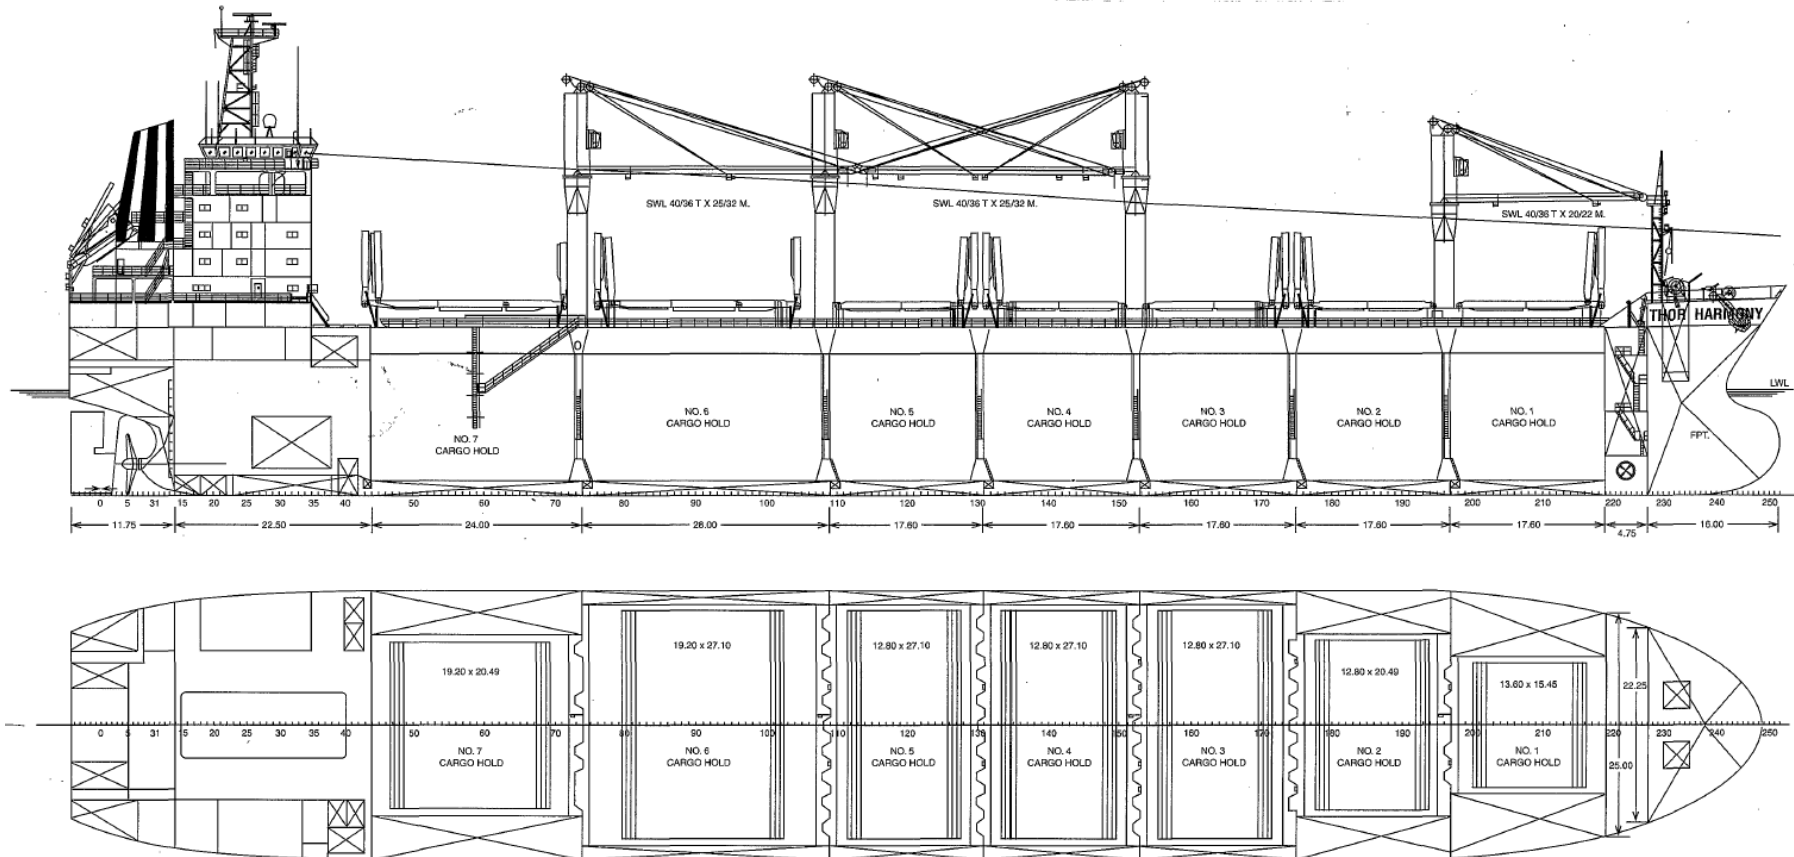 SWL 40/36 T X 25/32 M.
SWL 40/36 T X 25/32 M.
SWL 40/36 T X 20/22 M.
THOR HARMONY
LWL
NO. 7
CARGO HOLD
NO. 6
CARGO HOLD
NO. 5
CARGO HOLD
NO. 4
CARGO HOLD
NO. 3
CARGO HOLD
NO. 2
CARGO HOLD
NO. 1
CARGO HOLD
FPT.
0 5 31 15 20 25 30 35 40 50 60 70 80 90 100 110 120 130 140 150 160 170 180 190 200 210 220 230 240 250
11.75 22.50 24.00 28.00 17.60 17.60 17.60 17.60 17.60 4.75 16.00
19.20 x 20.49
19.20 x 27.10
12.80 x 27.10
12.80 x 27.10
12.80 x 27.10
12.80 x 20.49
13.60 x 15.45
22.25
0 5 31 15 20 25 30 35 40 50 60 70 80 90 100 110 120 130 140 150 160 170 180 190 200 210 220 230 240 250
NO. 7
CARGO HOLD
NO. 6
CARGO HOLD
NO. 5
CARGO HOLD
NO. 4
CARGO HOLD
NO. 3
CARGO HOLD
NO. 2
CARGO HOLD
NO. 1
CARGO HOLD
25.00